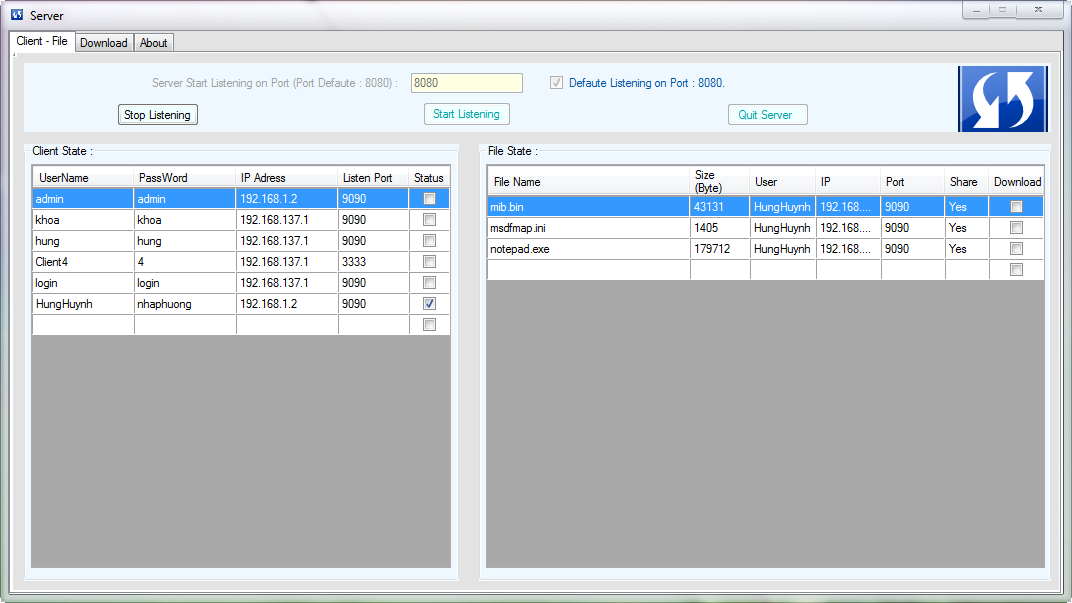 Server
Client - File Download About
Server Start Listening on Port (Port Defaute : 8080) : 8080 Defaute Listening on Port : 8080.
Stop Listening Start Listening Quit Server
Client State :
UserName PassWord IP Adress Listen Port Status
admin admin 192.168.1.2 9090
khoa khoa 192.168.137.1 9090
hung hung 192.168.137.1 9090
Client4 4 192.168.137.1 3333
login login 192.168.137.1 9090
HungHuynh nhaphuong 192.168.1.2 9090
File State :
File Name Size (Byte) User IP Port Share Download
mib.bin 43131 HungHuynh 192.168.... 9090 Yes
msdfmap.ini 1405 HungHuynh 192.168.... 9090 Yes
notepad.exe 179712 HungHuynh 192.168.... 9090 Yes